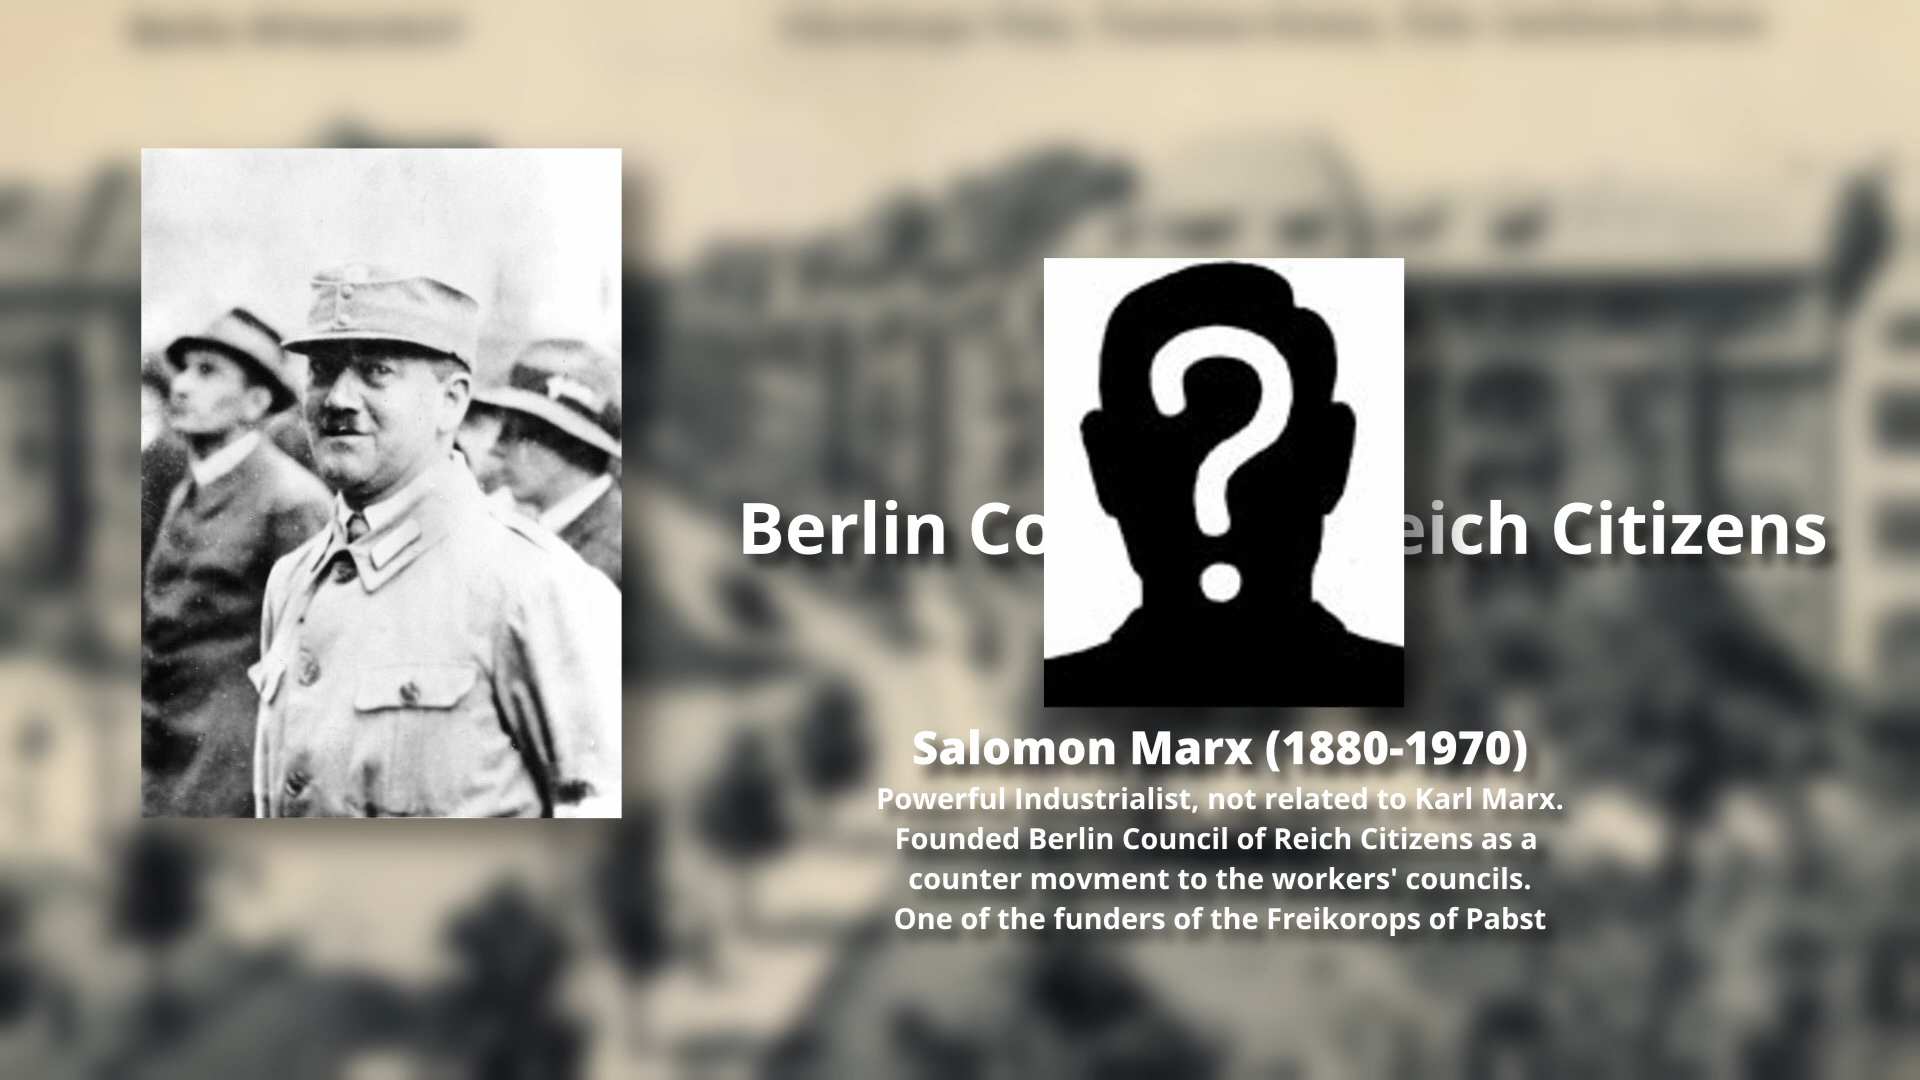 Berlin Co eich Citizens
Salomon Marx (1880-1970)
Powerful Industrialist, not related to Karl Marx.
Founded Berlin Council of Reich Citizens as a
counter movment to the workers' councils.
One of the funders of the Freikorops of Pabst